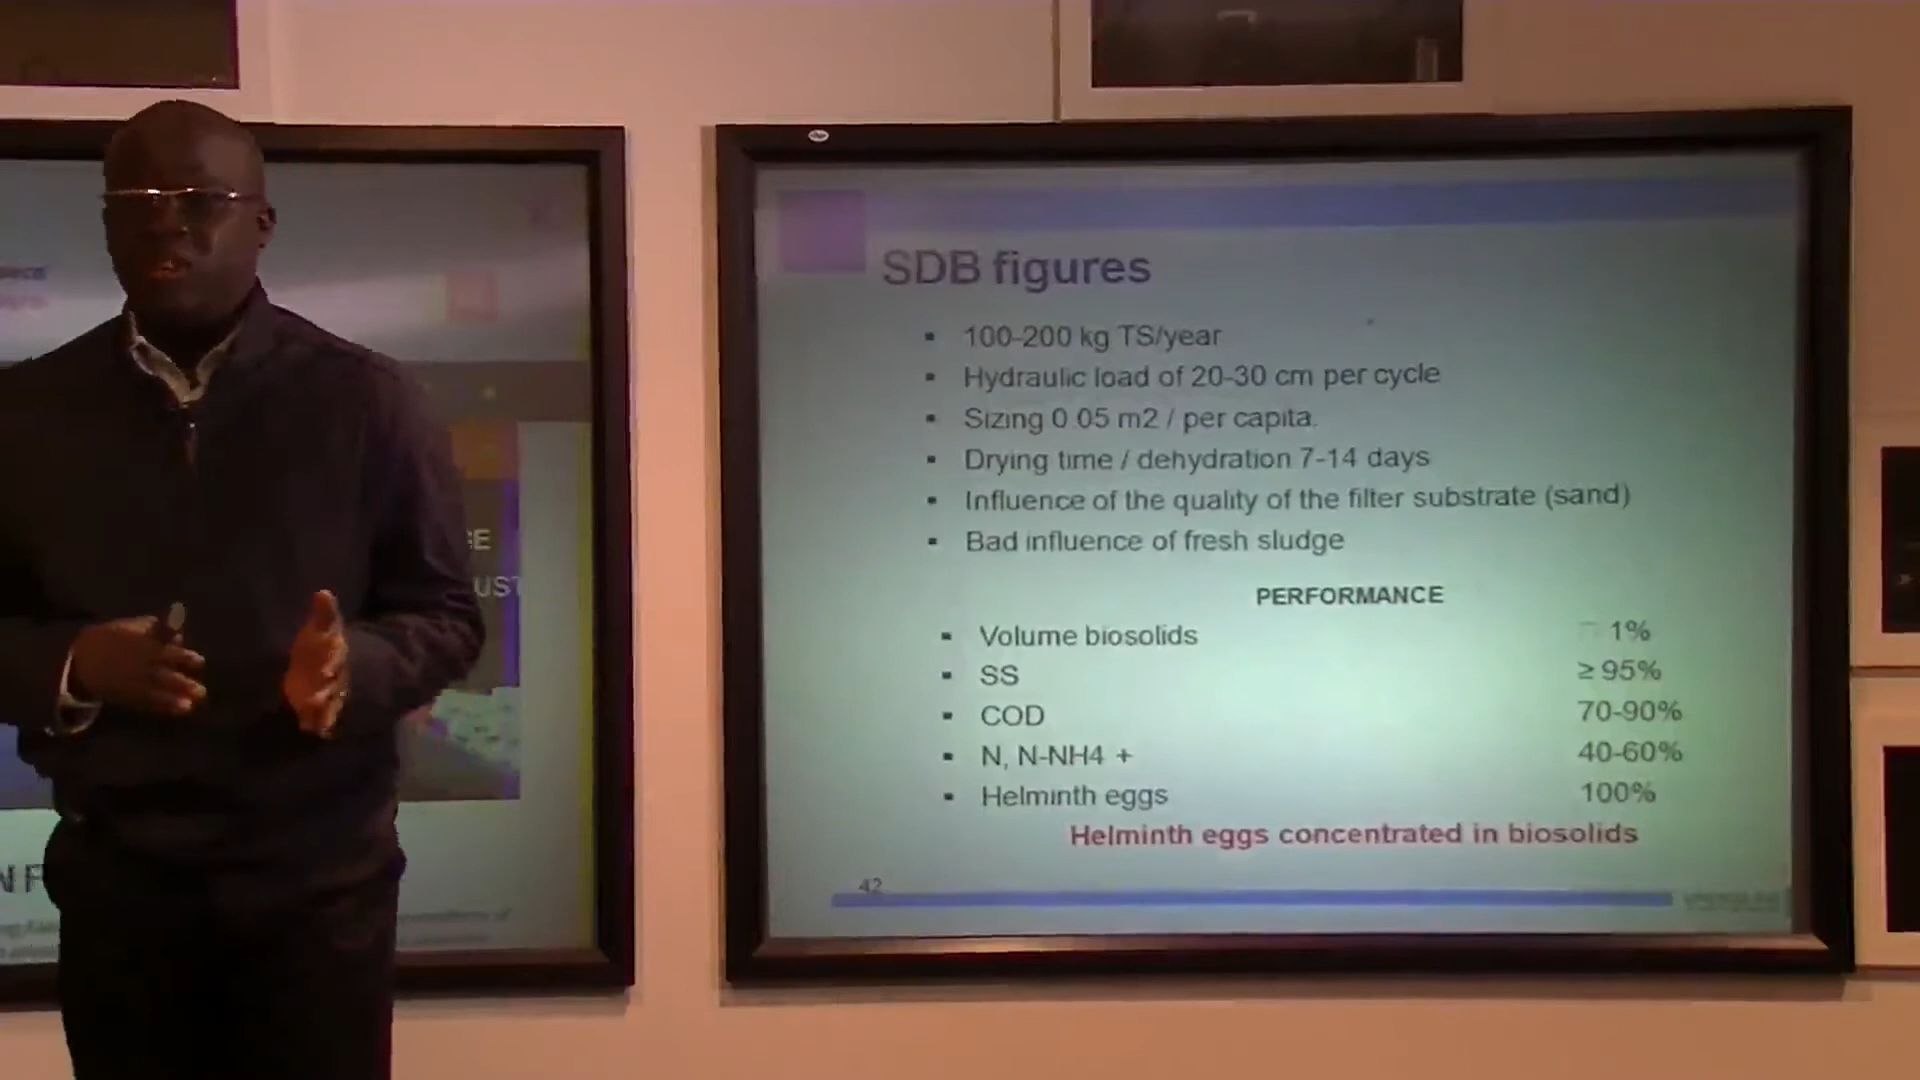 SDB figures
▪ 100-200 kg TS/year
▪ Hydraulic load of 20-30 cm per cycle
▪ Sizing 0.05 m2 / per capita.
▪ Drying time / dehydration 7-14 days
▪ Influence of the quality of the filter substrate (sand)
▪ Bad influence of fresh sludge
PERFORMANCE
▪ Volume biosolids 1%
▪ SS ≥ 95%
▪ COD 70-90%
▪ N, N-NH4 + 40-60%
▪ Helminth eggs 100%
Helminth eggs concentrated in biosolids
42